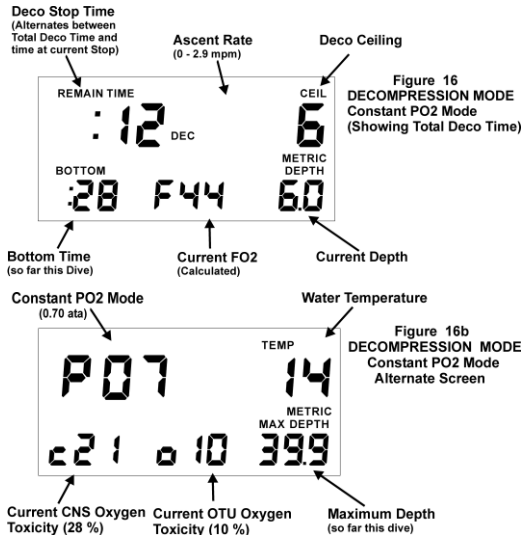 Deco Stop Time
(Alternates between
Total Deco Time and
time at current Stop)
Ascent Rate
(0 - 2.9 mpm)
Deco Ceiling
Figure 16
DECOMPRESSION MODE
Constant PO2 Mode
(Showing Total Deco Time)
REMAIN TIME
CEIL
:12 DEC
6
BOTTOM
METRIC
DEPTH
:28 F44 6.0
Bottom Time
(so far this Dive)
Current FO2
(Calculated)
Current Depth
Constant PO2 Mode
(0.70 ata)
Water Temperature
Figure 16b
DECOMPRESSION MODE
Constant PO2 Mode
Alternate Screen
TEMP
PO7 14
METRIC
MAX DEPTH
c21 o10 39.9
Current CNS Oxygen
Toxicity (28 %)
Current OTU Oxygen
Toxicity (10 %)
Maximum Depth
(so far this dive)